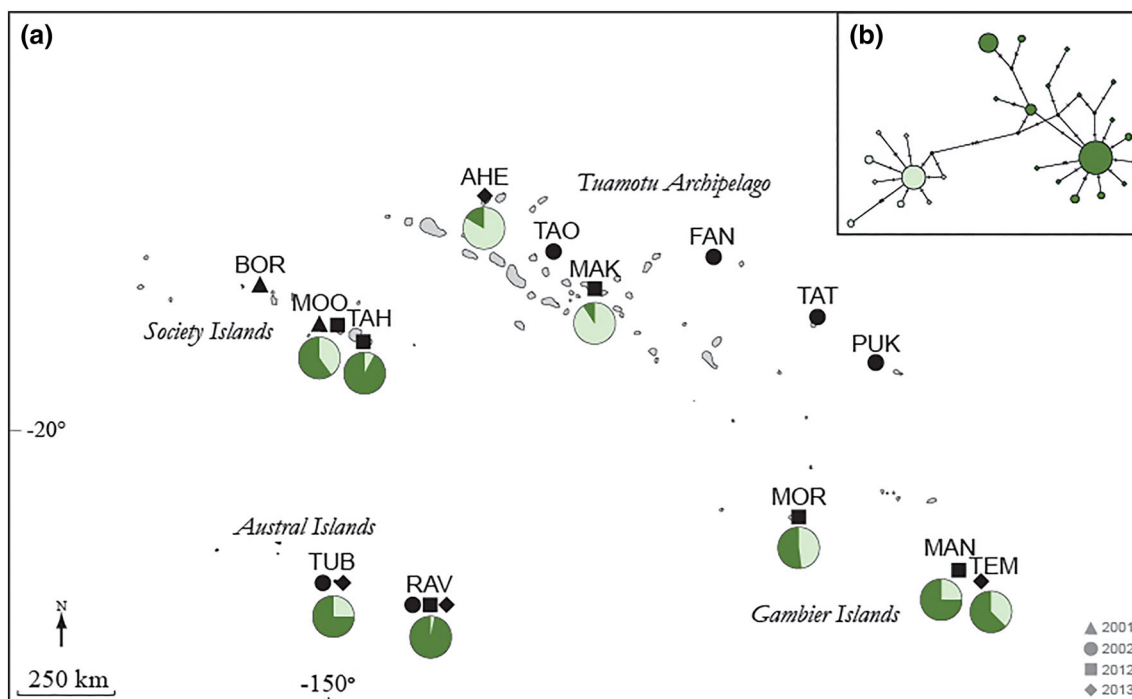 (a)
(b)
AHE
Tuamotu Archipelago
TAO
FAN
BOR
MAK
MOO
TAH
TAT
Society Islands
PUK
-20°
MOR
Austral Islands
TUB
RAV
MAN
TEM
Gambier Islands
N
2001
2002
2012
2013
250 km
-150°